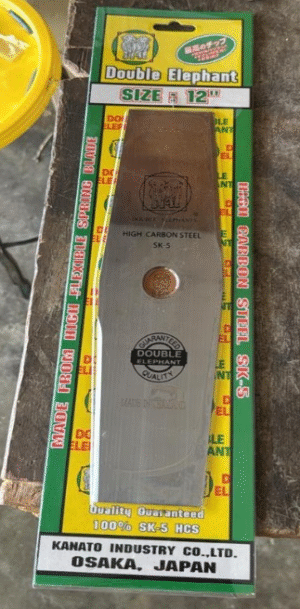 Double Elephant
SIZE 12"
MADE FROM HIGH FLEXIBLE SPRING BLADE
HIGH CARBON STEEL SK-5
HIGH CARBON STEEL
SK-5
GUARANTEED
DOUBLE
ELEPHANT
QUALITY
Quality Guaranteed
100% SK-5 HCS
KANATO INDUSTRY CO.,LTD.
OSAKA, JAPAN